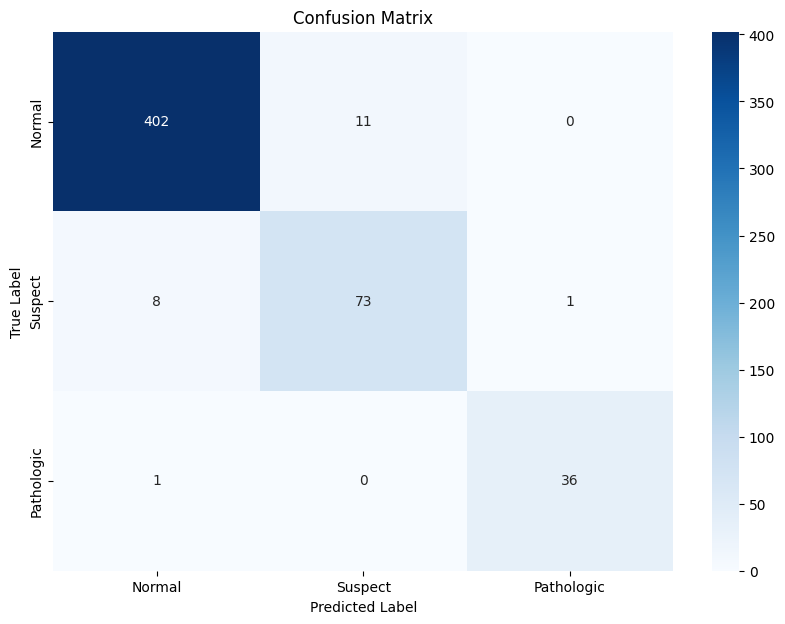 Confusion Matrix
True Label
Normal
402 11 0
Suspect
8 73 1
Pathologic
1 0 36
Normal Suspect Pathologic
Predicted Label
400
350
300
250
200
150
100
50
0